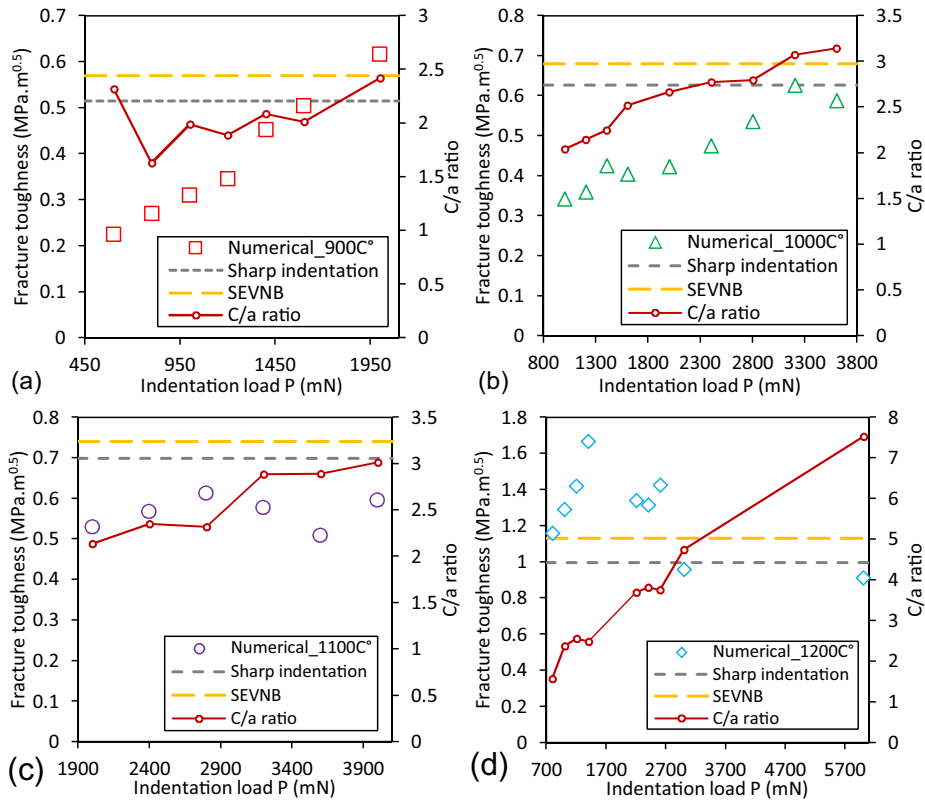 Fracture toughness (MPa.m0.5)
0.7
0.6
0.5
0.4
0.3
0.2
0.1
0
3
2.5
2
1.5
1
0.5
0
C/a ratio
Numerical_900C°
Sharp indentation
SEVNB
C/a ratio
450 950 1450 1950
(a)
Indentation load P (mN)
Fracture toughness (MPa.m0.5)
0.8
0.7
0.6
0.5
0.4
0.3
0.2
0.1
0
3.5
3
2.5
2
1.5
1
0.5
0
C/a ratio
Numerical_1000C°
Sharp indentation
SEVNB
C/a ratio
800 1300 1800 2300 2800 3300 3800
(b)
Indentation load P (mN)
Fracture toughness (MPa.m0.5)
0.8
0.7
0.6
0.5
0.4
0.3
0.2
0.1
0
3.5
3
2.5
2
1.5
1
0.5
0
C/a ratio
Numerical_1100C°
Sharp indentation
SEVNB
C/a ratio
1900 2400 2900 3400 3900
(c)
Indentation load P (mN)
Fracture toughness (MPa.m0.5)
1.8
1.6
1.4
1.2
1
0.8
0.6
0.4
0.2
0
8
7
6
5
4
3
2
1
0
C/a ratio
Numerical_1200C°
Sharp indentation
SEVNB
C/a ratio
700 1700 2700 3700 4700 5700
(d)
Indentation load P (mN)